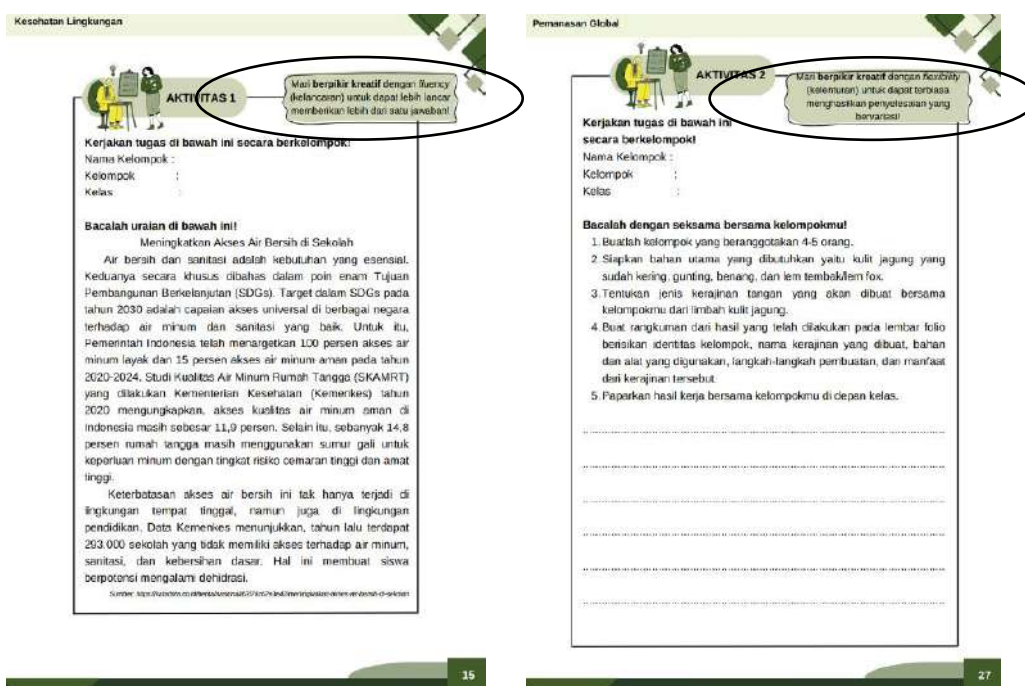 Kesehatan Lingkungan
AKTIVITAS 1
Mari berpikir kreatif dengan fluency
(kelancaran) untuk dapat lebih lancar
memberikan lebih dari satu jawaban!
Kerjakan tugas di bawah ini secara berkelompok!
Nama Kelompok :
Kelompok :
Kelas :
Bacalah uraian di bawah ini!
Meningkatkan Akses Air Bersih di Sekolah
Air bersih dan sanitasi adalah kebutuhan yang esensial.
Keduanya secara khusus dibahas dalam poin enam Tujuan
Pembangunan Berkelanjutan (SDGs). Target dalam SDGs pada
tahun 2030 adalah capaian akses universal di berbagai negara
terhadap air minum dan sanitasi yang baik. Untuk itu,
Pemerintah Indonesia telah menargetkan 100 persen akses air
minum layak dan 15 persen akses air minum aman pada tahun
2020-2024. Studi Kualitas Air Minum Rumah Tangga (SKAMRT)
yang dilakukan Kementerian Kesehatan (Kemenkes) tahun
2020 mengungkapkan, akses kualitas air minum aman di
Indonesia masih sebesar 11,9 persen. Selain itu, sebanyak 14,8
persen rumah tangga masih menggunakan sumur gali untuk
keperluan minum dengan tingkat risiko cemaran tinggi dan amat
tinggi.
Keterbatasan akses air bersih ini tak hanya terjadi di
lingkungan tempat tinggal, namun juga di lingkungan
pendidikan. Data Kemenkes menunjukkan, tahun lalu terdapat
293.000 sekolah yang tidak memiliki akses terhadap air minum,
sanitasi, dan kebersihan dasar. Hal ini membuat siswa
berpotensi mengalami dehidrasi.
Sumber:
15
Pemanasan Global
AKTIVITAS 2
Mari berpikir kreatif dengan flexibility
(kelenturan) untuk dapat terbiasa
menghasilkan penyelesaian yang
bervariasi!
Kerjakan tugas di bawah ini
secara berkelompok!
Nama Kelompok :
Kelompok :
Kelas :
Bacalah dengan seksama bersama kelompokmu!
1. Buatlah kelompok yang beranggotakan 4-5 orang.
2. Siapkan bahan utama yang dibutuhkan yaitu kulit jagung yang
sudah kering, gunting, benang, dan lem tembak/lem fox.
3. Tentukan jenis kerajinan tangan yang akan dibuat bersama
kelompokmu dari limbah kulit jagung.
4. Buat rangkuman dari hasil yang telah dilakukan pada lembar folio
berisikan identitas kelompok, nama kerajinan yang dibuat, bahan
dan alat yang digunakan, langkah-langkah pembuatan, dan manfaat
dari kerajinan tersebut.
5. Paparkan hasil kerja bersama kelompokmu di depan kelas.
27